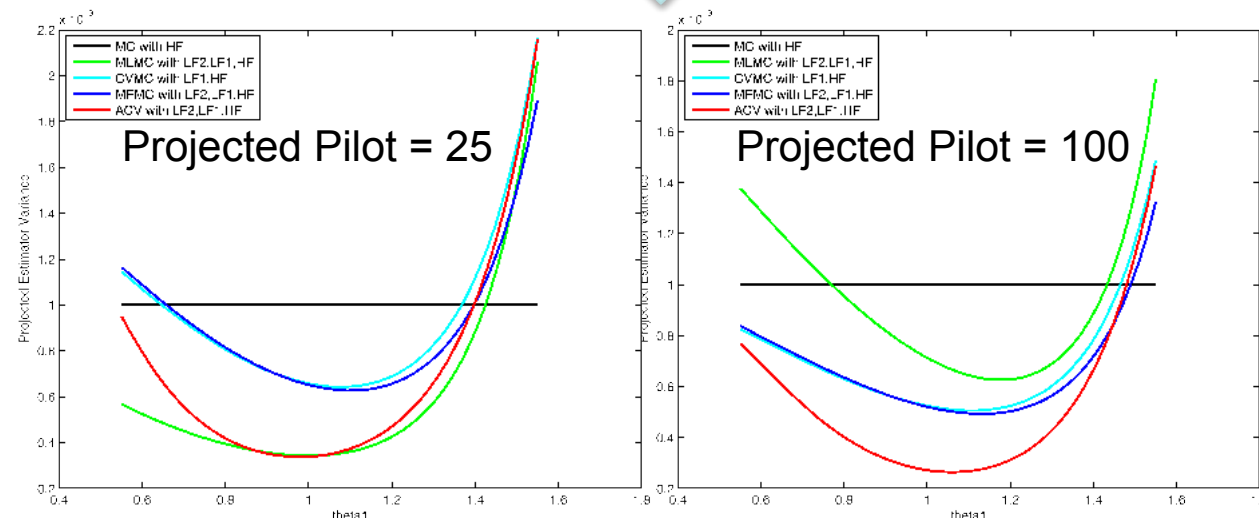 x 10⁻³
2.2
2
1.8
1.6
1.4
1.2
1
0.8
0.6
0.4
0.2
Projected Estimator Variance
MC with HF
MLMC with LF2,LF1,HF
CVMC with LF1,HF
MFMC with LF2,LF1,HF
ACV with LF2,LF1,HF
Projected Pilot = 25
0.4 0.6 0.8 1 1.2 1.4 1.6 1.8
theta1
x 10⁻³
2
1.8
1.6
1.4
1.2
1
0.8
0.6
0.4
0.2
Projected Estimator Variance
MC with HF
MLMC with LF2,LF1,HF
CVMC with LF1,HF
MFMC with LF2,LF1,HF
ACV with LF2,LF1,HF
Projected Pilot = 100
0.4 0.6 0.8 1 1.2 1.4 1.6
theta1